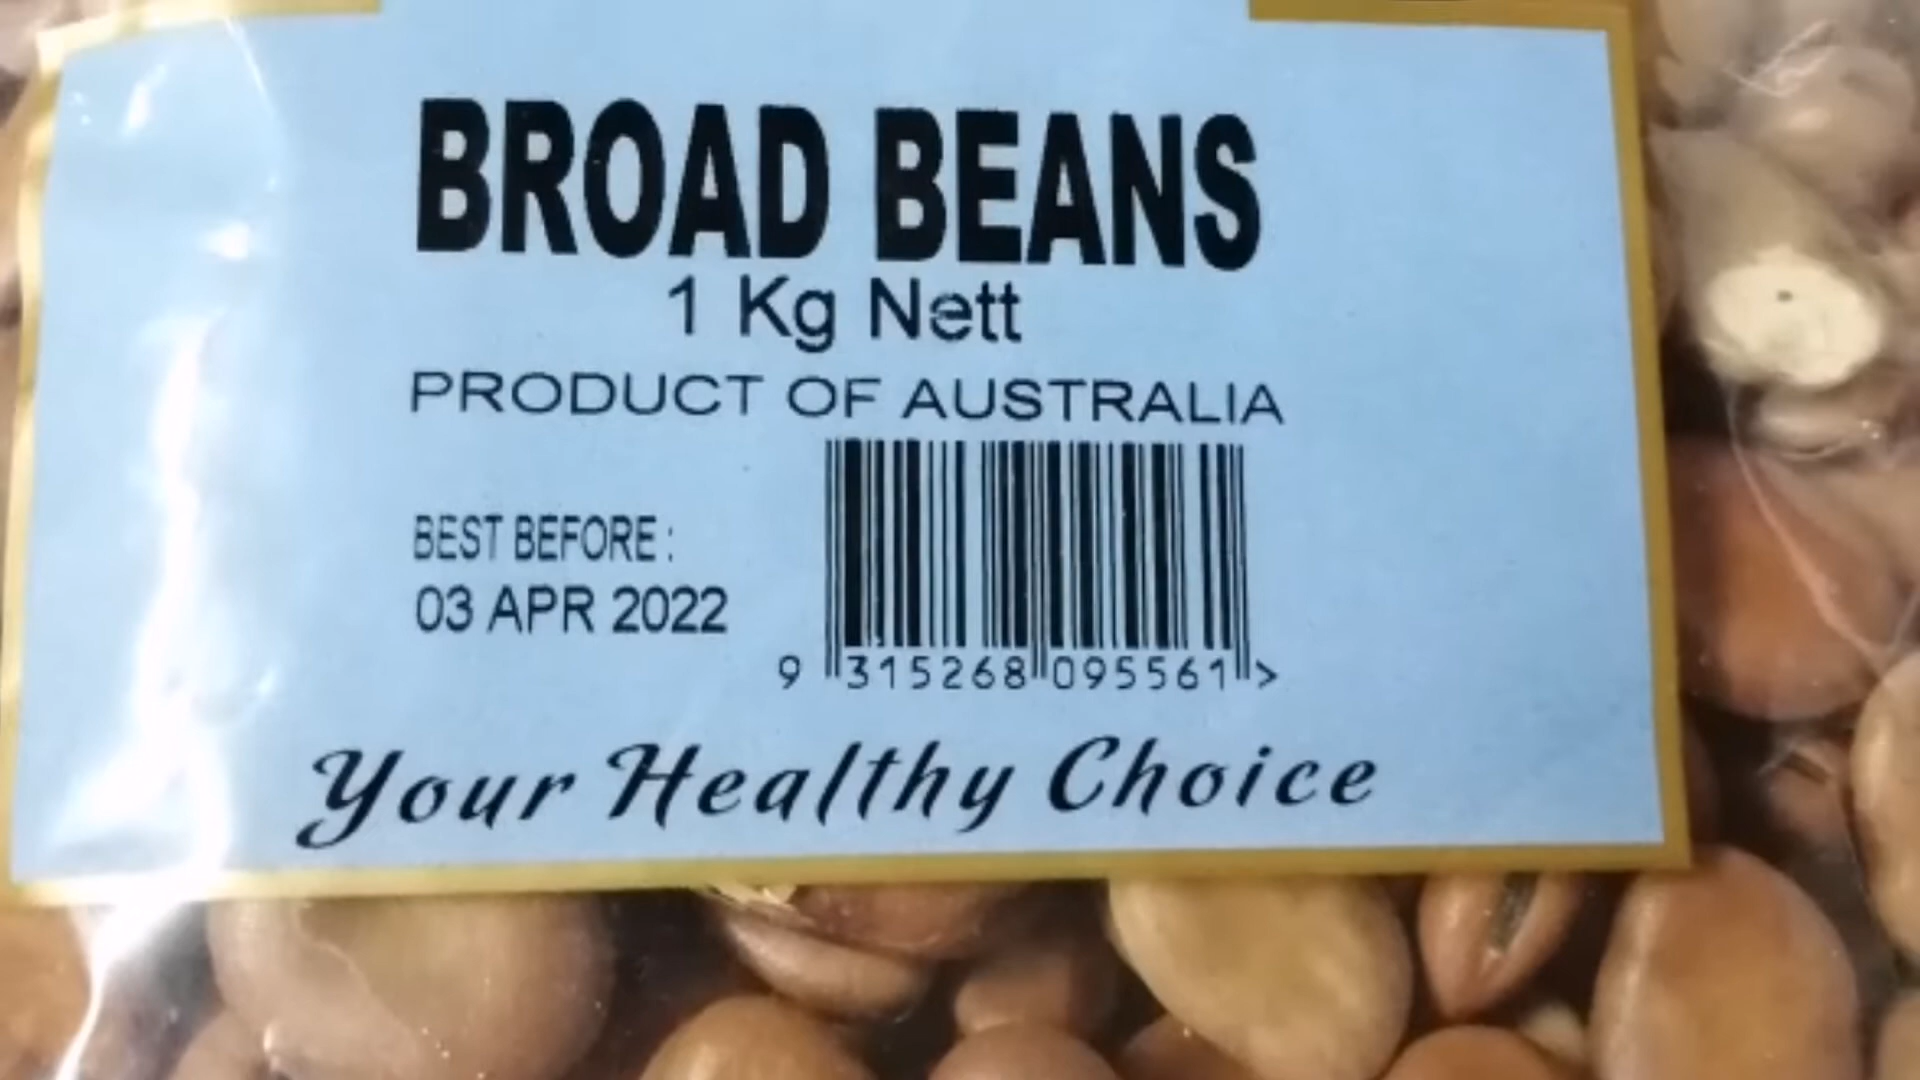 BROAD BEANS
1 Kg Nett
PRODUCT OF AUSTRALIA
BEST BEFORE :
03 APR 2022
9 315268 095561 >
Your Healthy Choice